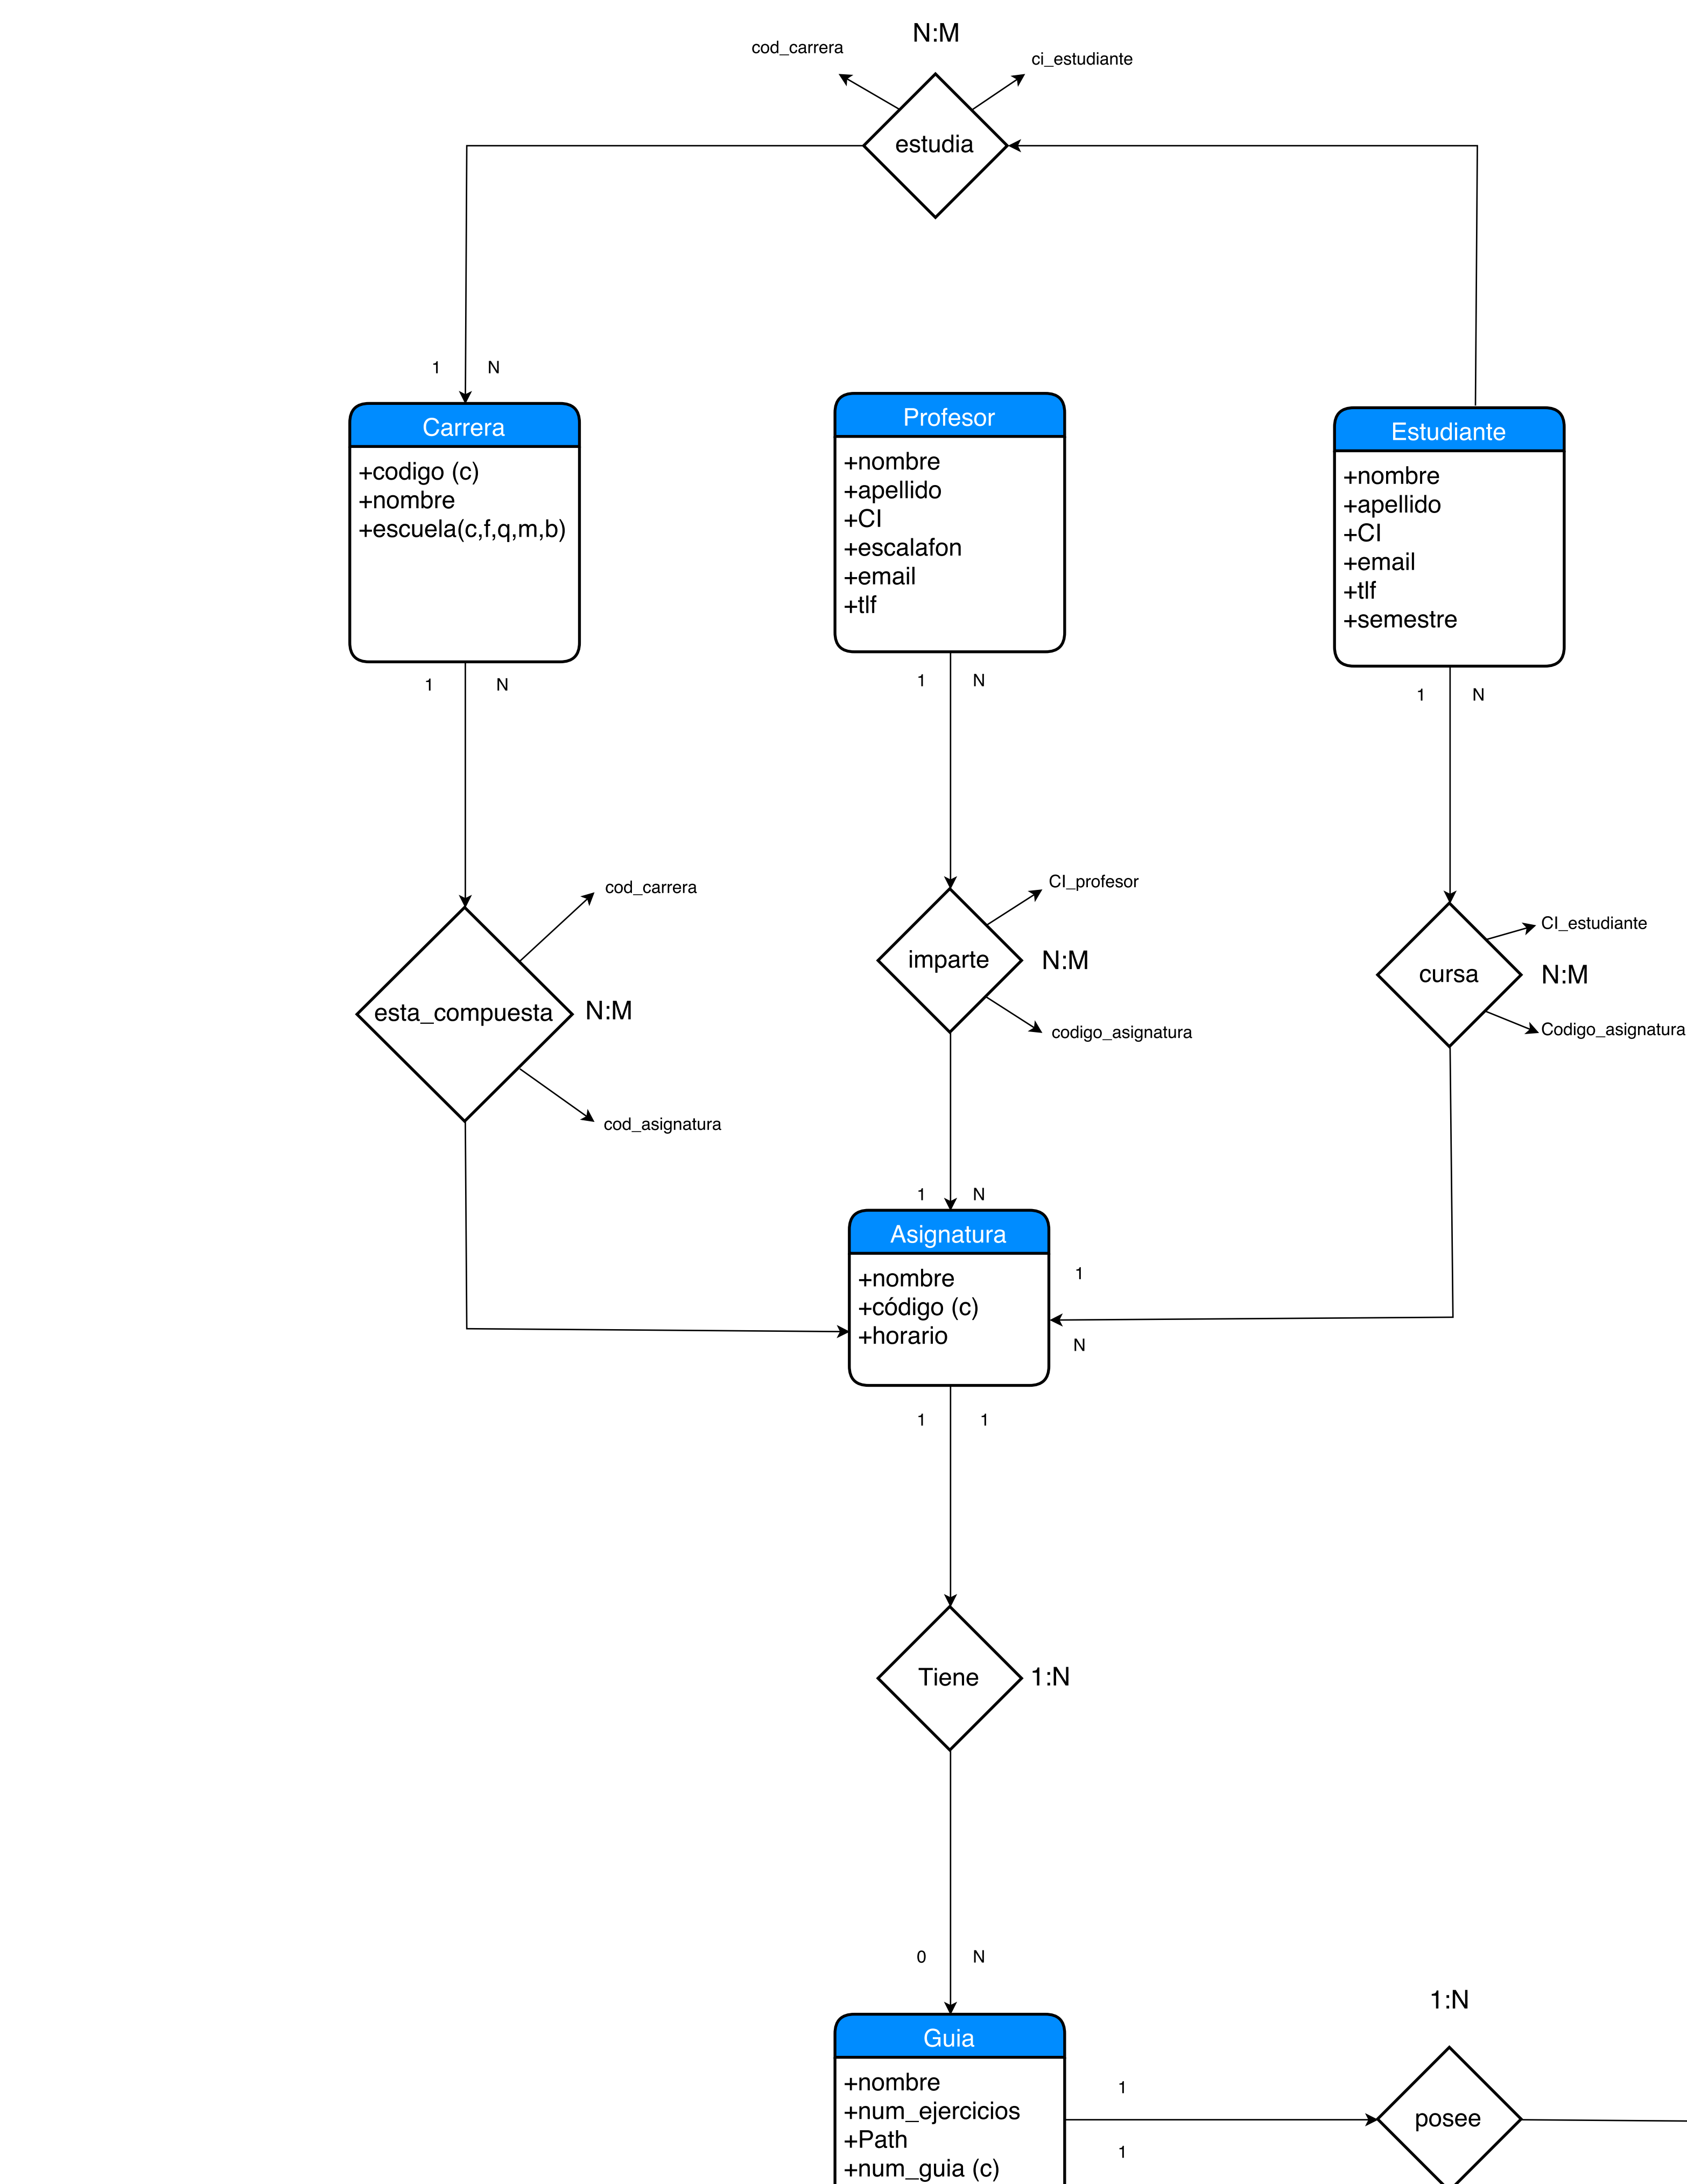 N:M
cod_carrera
ci_estudiante
estudia
1 N
Carrera
+codigo (c)
+nombre
+escuela(c,f,q,m,b)
1 N
Profesor
+nombre
+apellido
+CI
+escalafon
+email
+tlf
1 N
Estudiante
+nombre
+apellido
+CI
+email
+tlf
+semestre
1 N
cod_carrera
esta_compuesta
N:M
cod_asignatura
CI_profesor
imparte
N:M
codigo_asignatura
CI_estudiante
cursa
N:M
Codigo_asignatura
1 N
Asignatura
+nombre
+código (c)
+horario
1
N
1 1
Tiene
1:N
0 N
Guia
+nombre
+num_ejercicios
+Path
+num_guia (c)
1
1
1:N
posee